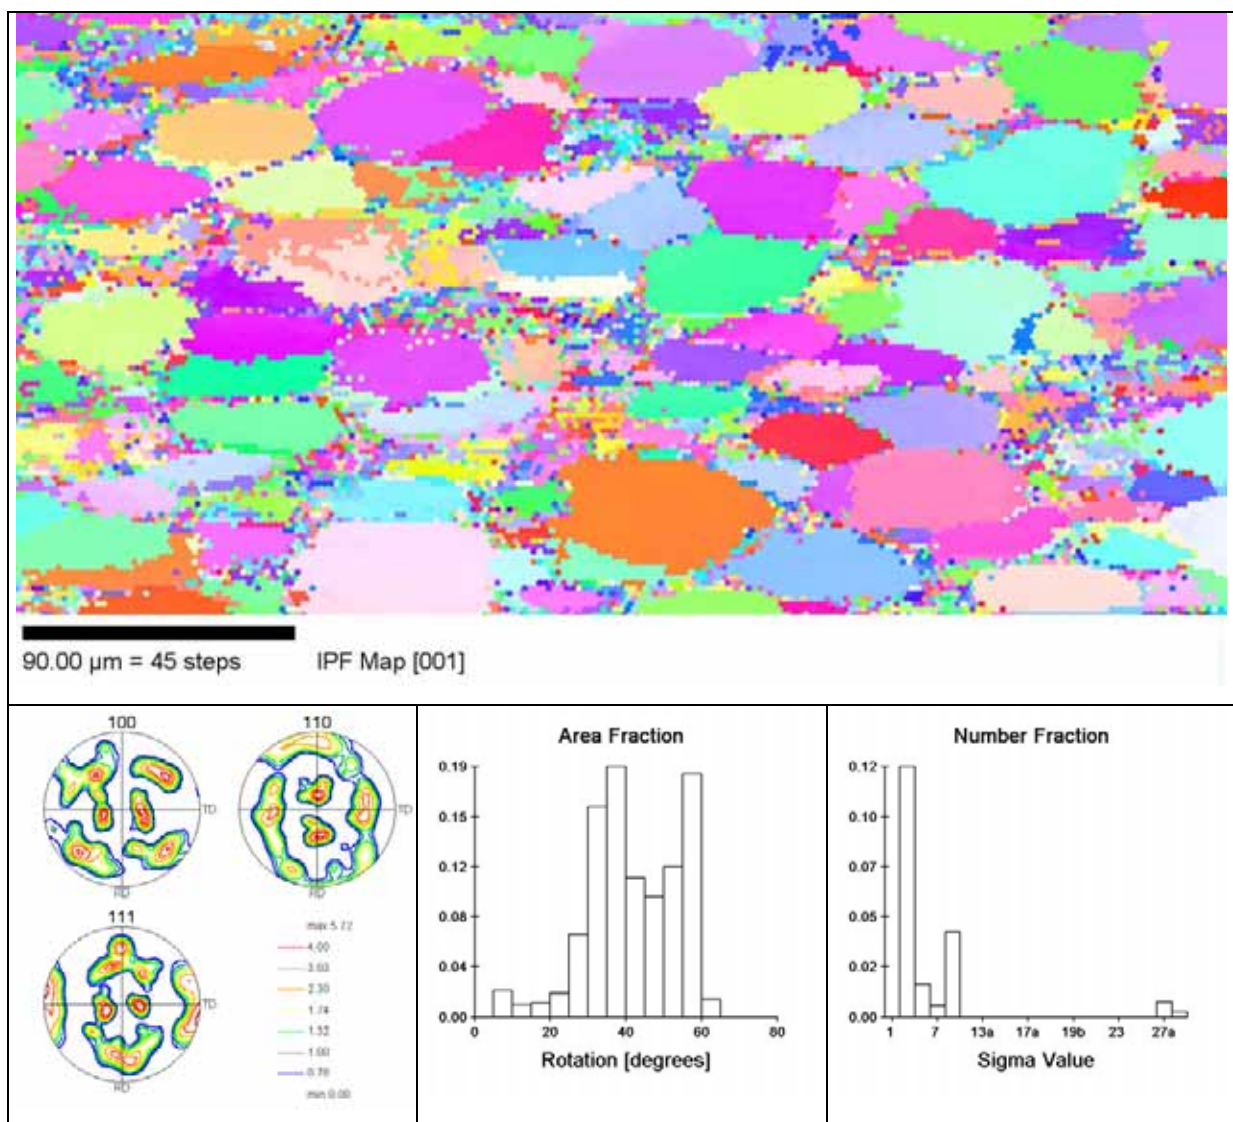 90.00 µm = 45 steps IPF Map [001]
100 110
TD TD
RD RD
111
TD
RD
max 5.72
4.00
2.30
1.74
1.32
1.00
0.76
min 0.00
Area Fraction
0.19
0.15
0.12
0.08
0.04
0.00
0 20 40 60 80
Rotation [degrees]
Number Fraction
0.12
0.10
0.07
0.05
0.02
0.00
1 7 13a 17a 19b 23 27a
Sigma Value